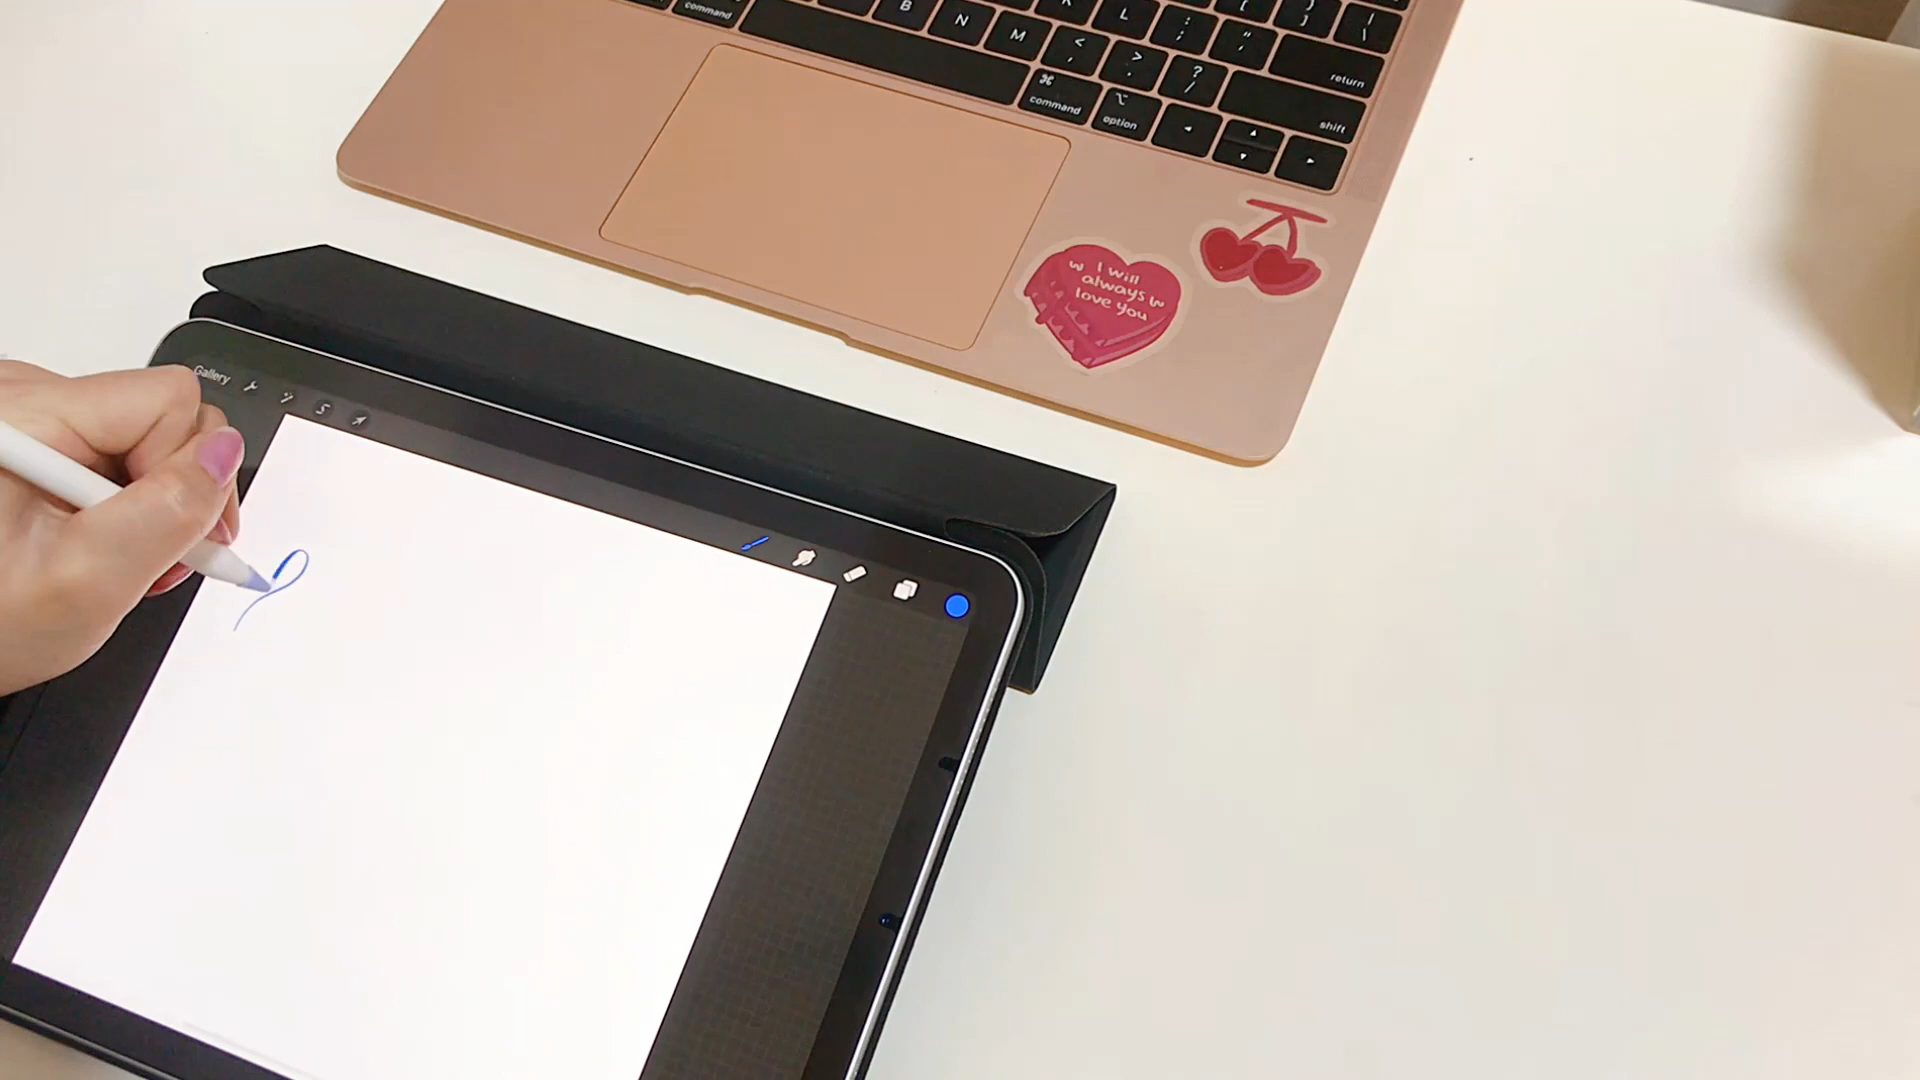 command B N M K L
< ,
> .
? /
: ;
" '
{ [
} ]
| \
return
⌘
command
⌥
option
shift
I will
always
love you
Gallery